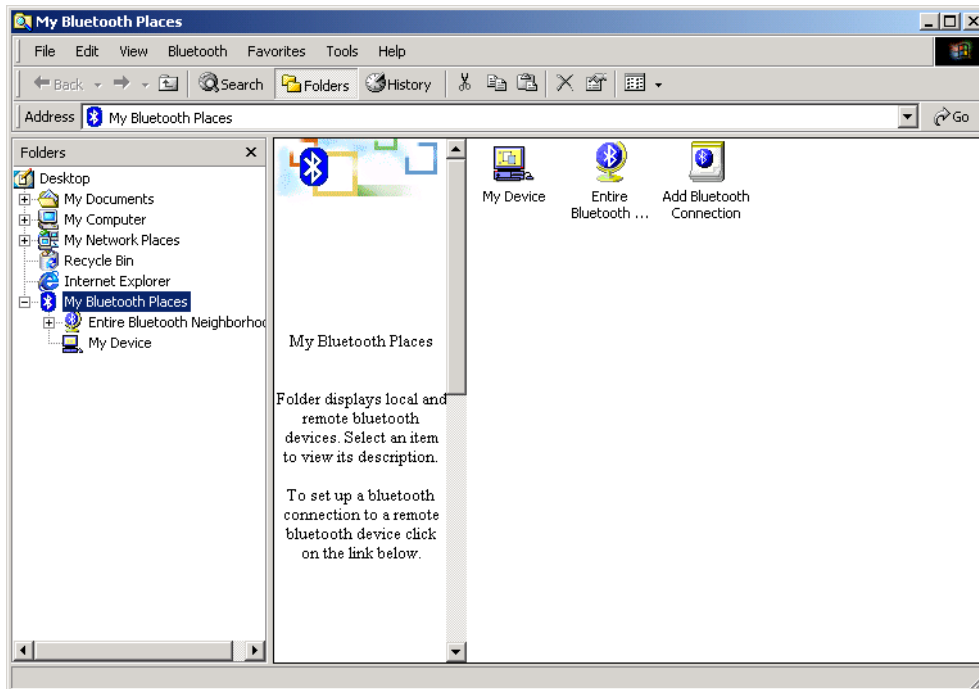 My Bluetooth Places
File Edit View Bluetooth Favorites Tools Help
Back Search Folders History
Address My Bluetooth Places Go
Folders
Desktop
My Documents
My Computer
My Network Places
Recycle Bin
Internet Explorer
My Bluetooth Places
Entire Bluetooth Neighborhoo
My Device
My Bluetooth Places
Folder displays local and
remote bluetooth
devices. Select an item
to view its description.
To set up a bluetooth
connection to a remote
bluetooth device click
on the link below.
My Device
Entire
Bluetooth ...
Add Bluetooth
Connection